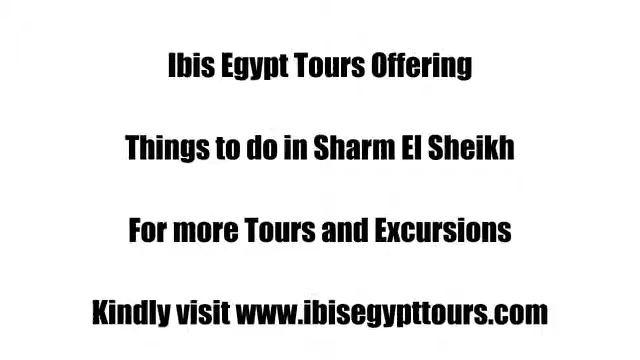 Ibis Egypt Tours Offering
Things to do in Sharm El Sheikh
For more Tours and Excursions
Kindly visit www.ibisegypttours.com